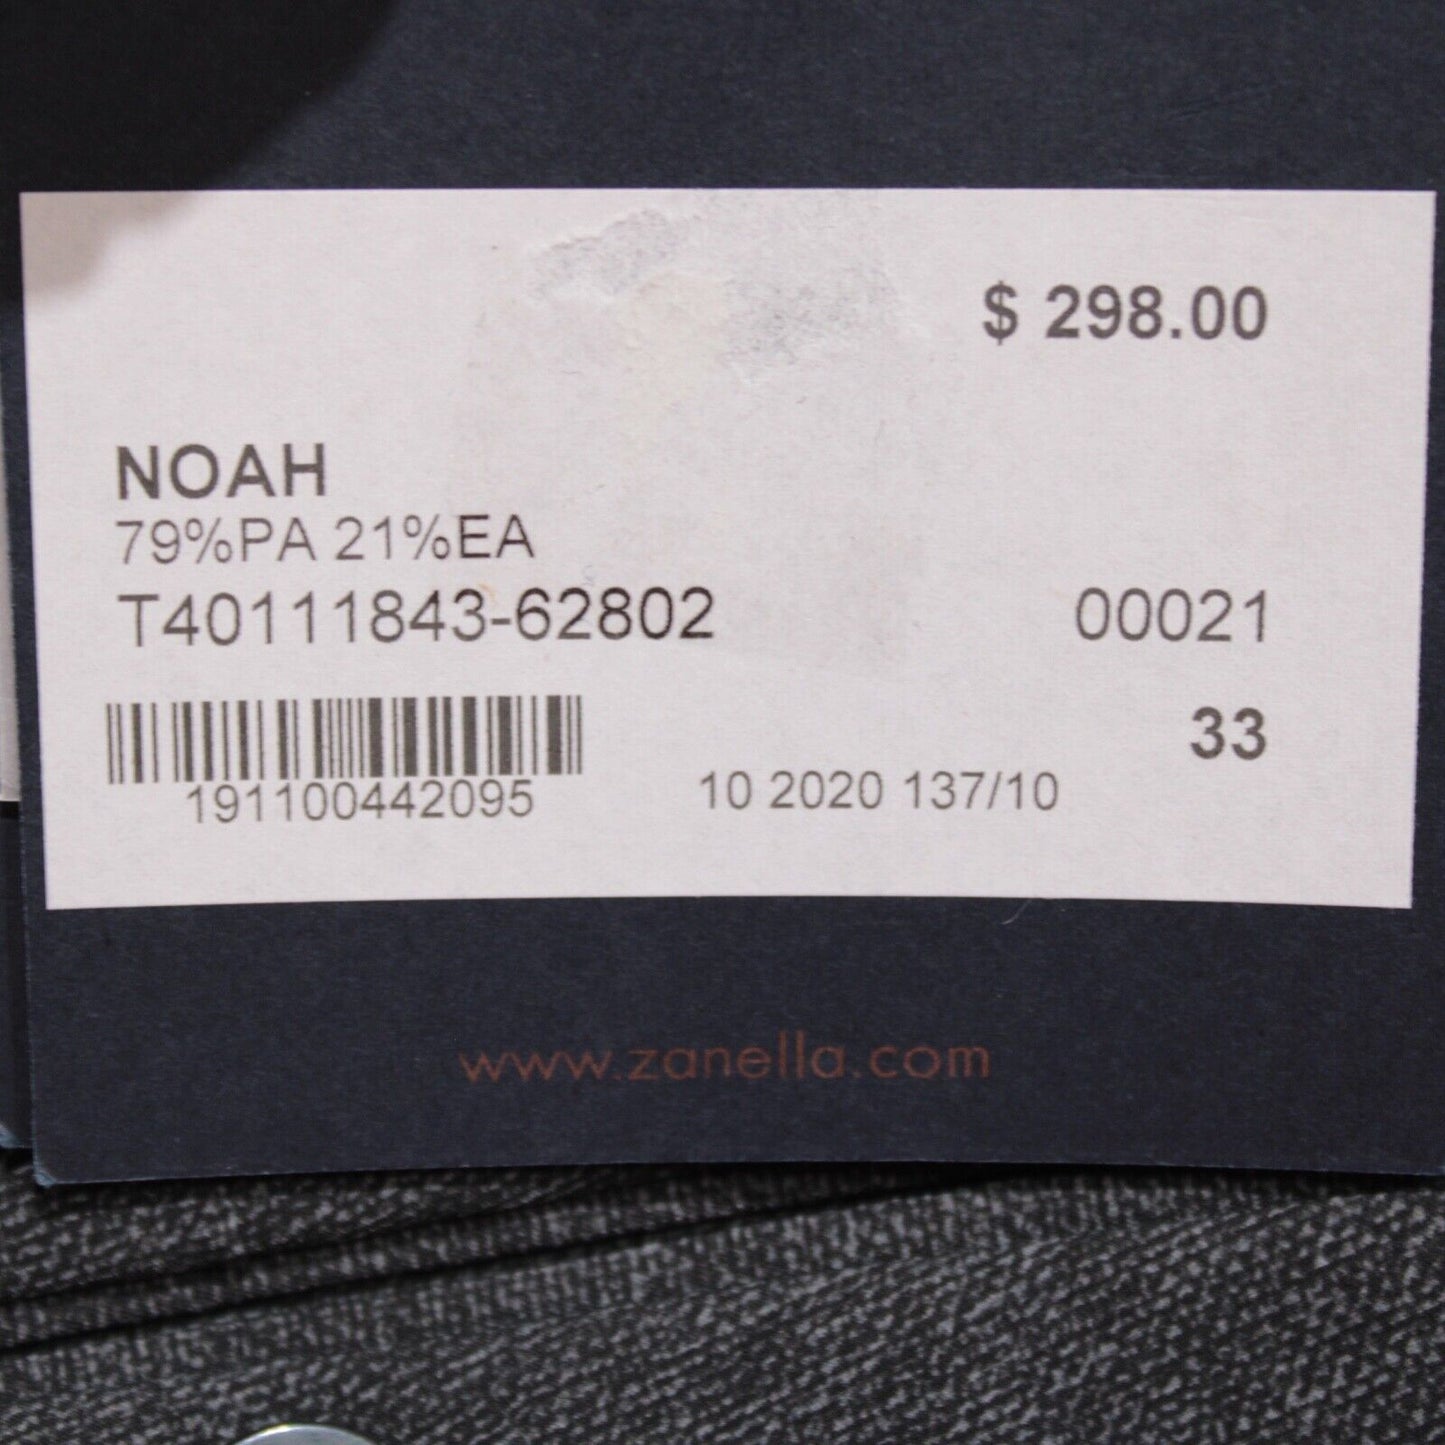 $ 298.00
NOAH
79%PA 21%EA
T40111843-62802 00021
33
191100442095 10 2020 137/10
www.zanella.com